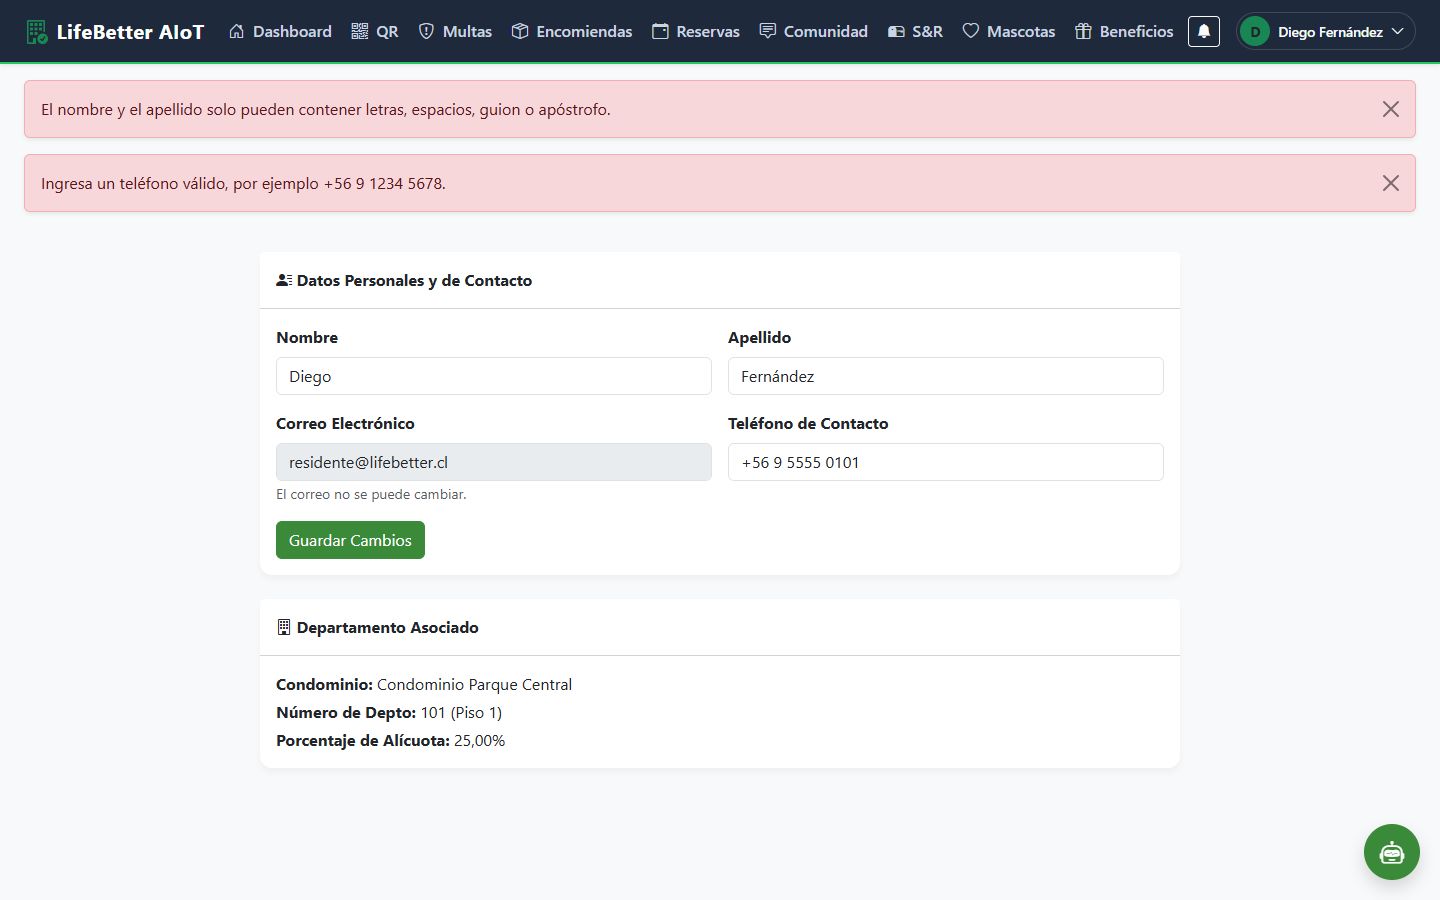 LifeBetter AIoT Dashboard QR Multas Encomiendas Reservas Comunidad S&R Mascotas Beneficios D Diego Fernández
El nombre y el apellido solo pueden contener letras, espacios, guion o apóstrofo.
Ingresa un teléfono válido, por ejemplo +56 9 1234 5678.
Datos Personales y de Contacto
Nombre Apellido
Diego Fernández
Correo Electrónico Teléfono de Contacto
residente@lifebetter.cl +56 9 5555 0101
El correo no se puede cambiar.
Guardar Cambios
Departamento Asociado
Condominio: Condominio Parque Central
Número de Depto: 101 (Piso 1)
Porcentaje de Alícuota: 25,00%